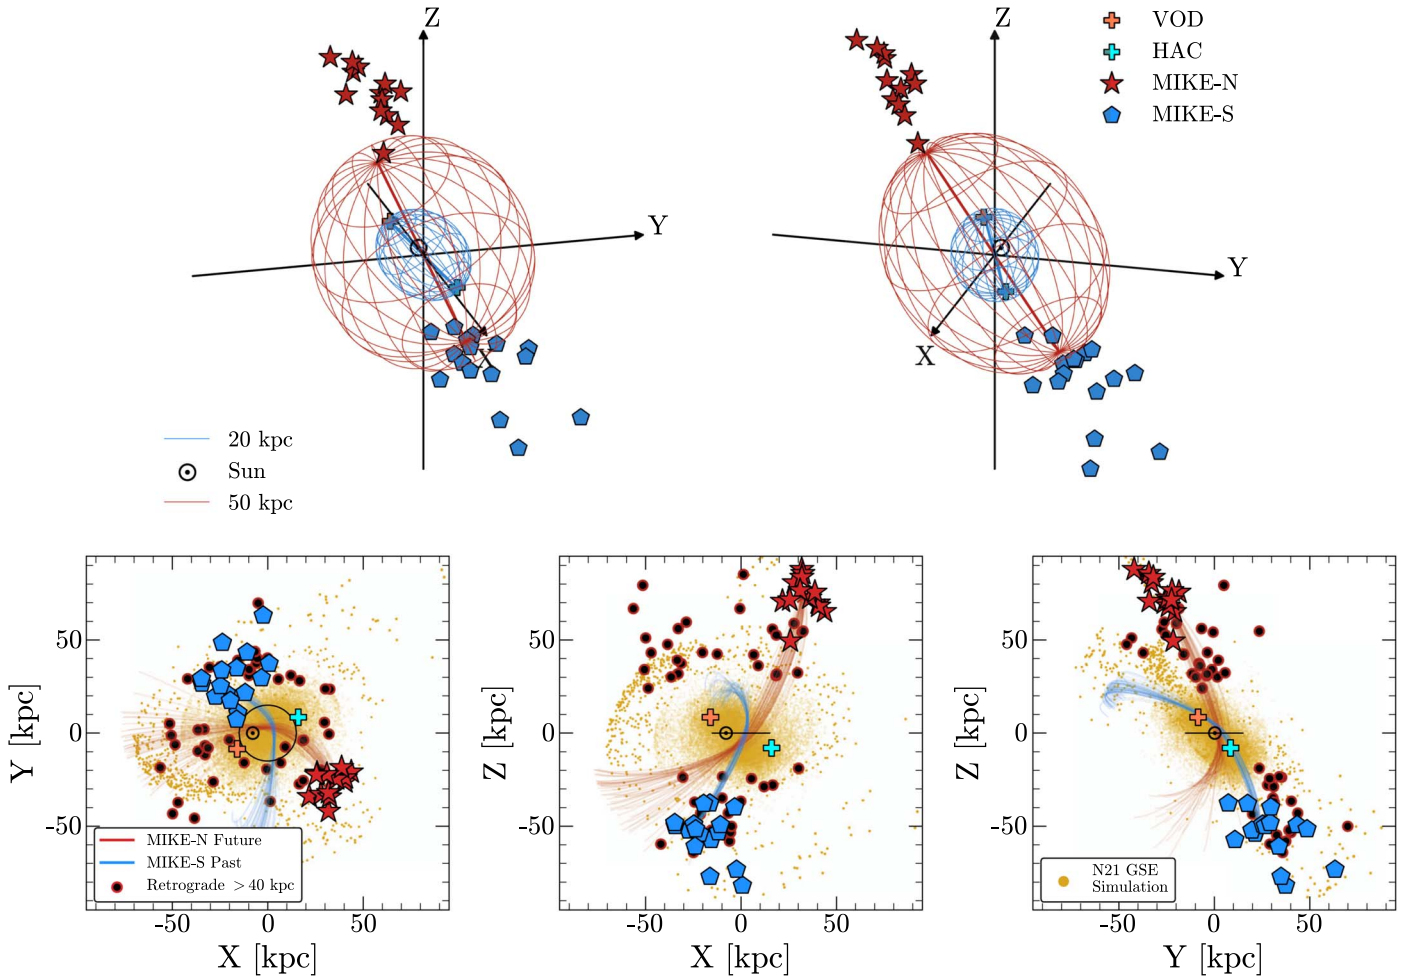 Z
Y
X
Z
Y
X
VOD
HAC
MIKE-N
MIKE-S
20 kpc
Sun
50 kpc
50
0
-50
Y [kpc]
-50
0
50
X [kpc]
MIKE-N Future
MIKE-S Past
Retrograde > 40 kpc
50
0
-50
Z [kpc]
-50
0
50
X [kpc]
50
0
-50
Z [kpc]
-50
0
50
Y [kpc]
N21 GSE
Simulation